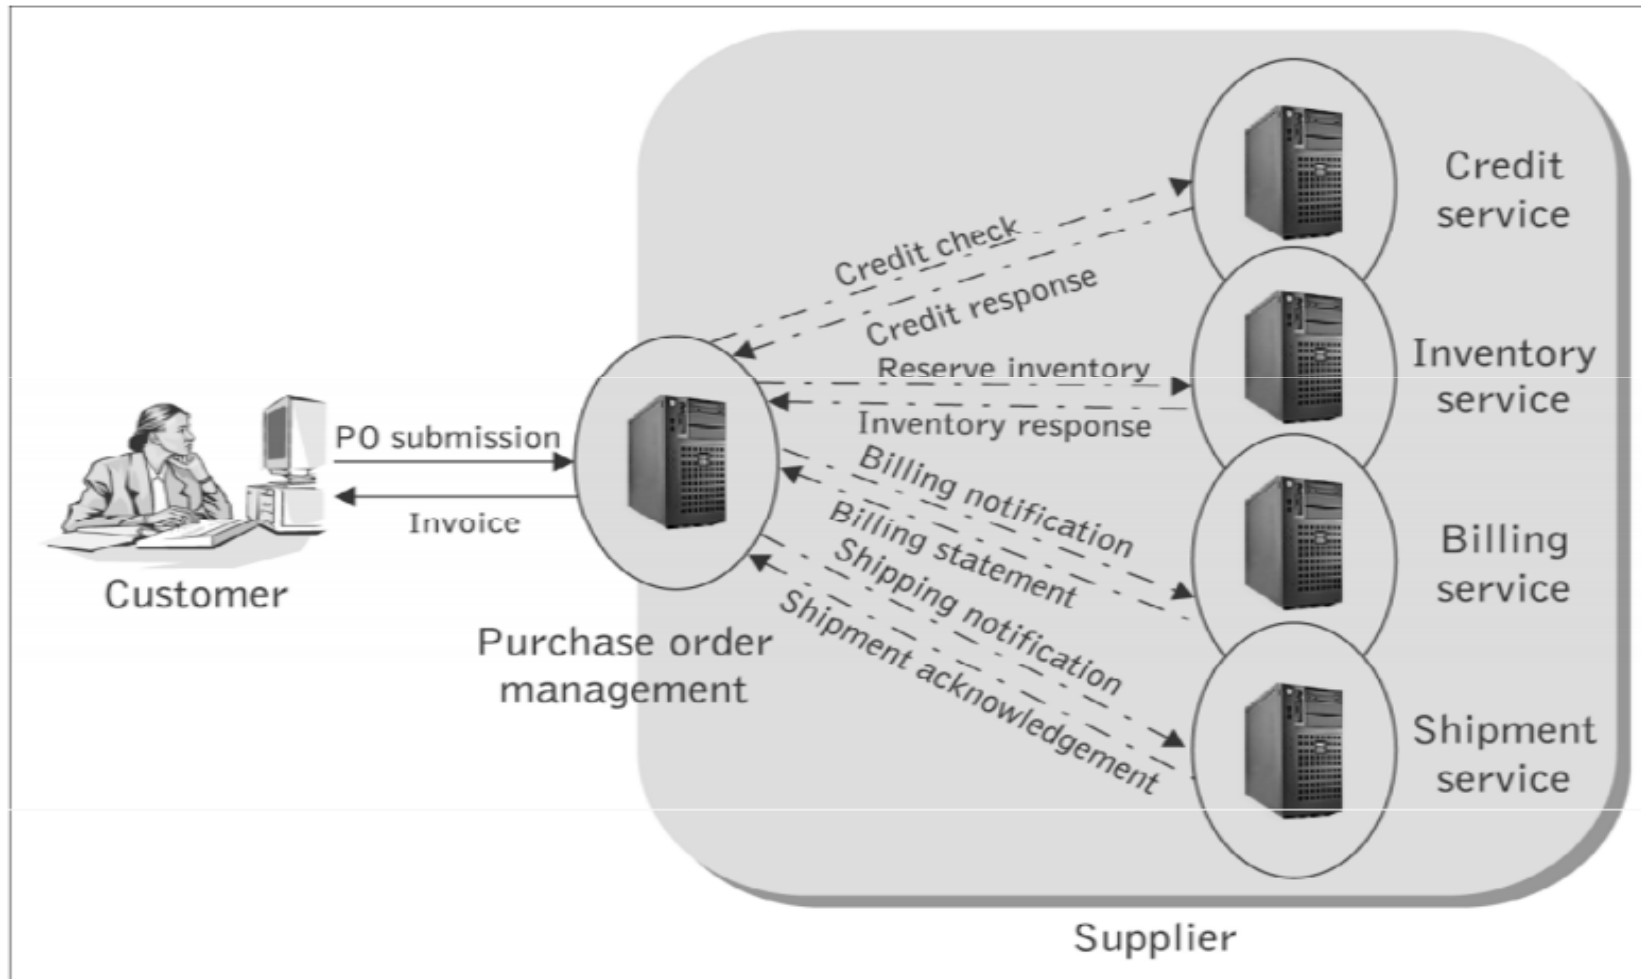 Credit
service
Credit check
Credit response
Inventory
service
Reserve inventory
Inventory response
PO submission
Invoice
Customer
Billing notification
Billing statement
Billing
service
Shipping notification
Shipment acknowledgement
Purchase order
management
Shipment
service
Supplier